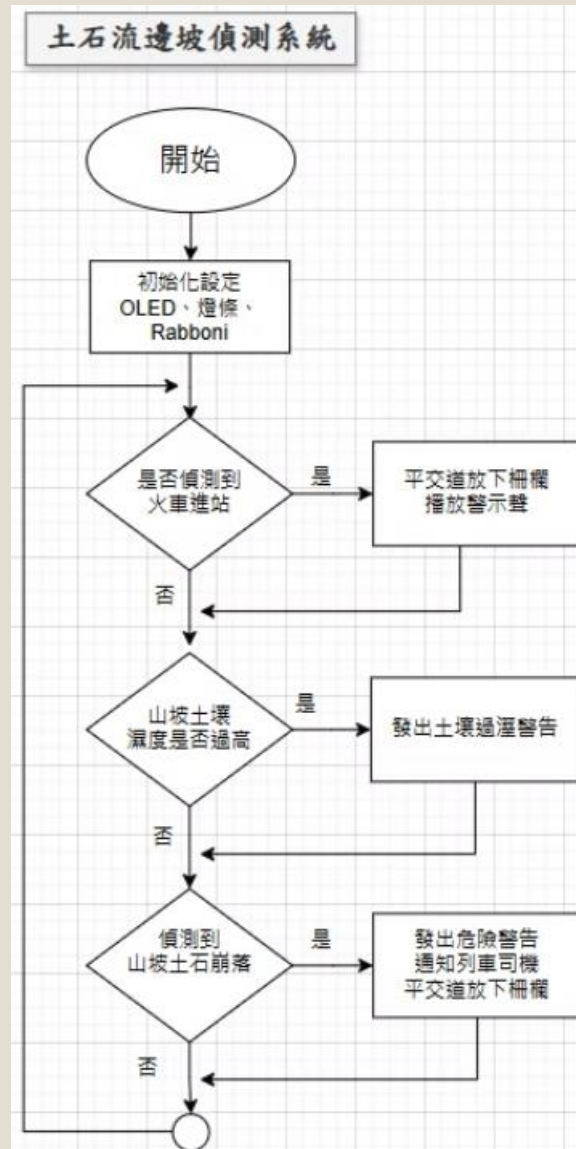 土石流邊坡偵測系統
開始
初始化設定
OLED、燈條、
Rabboni
是否偵測到
火車進站
是
平交道放下柵欄
播放警示聲
否
山坡土壤
濕度是否過高
是
發出土壤過溼警告
否
偵測到
山坡土石崩落
是
發出危險警告
通知列車司機
平交道放下柵欄
否